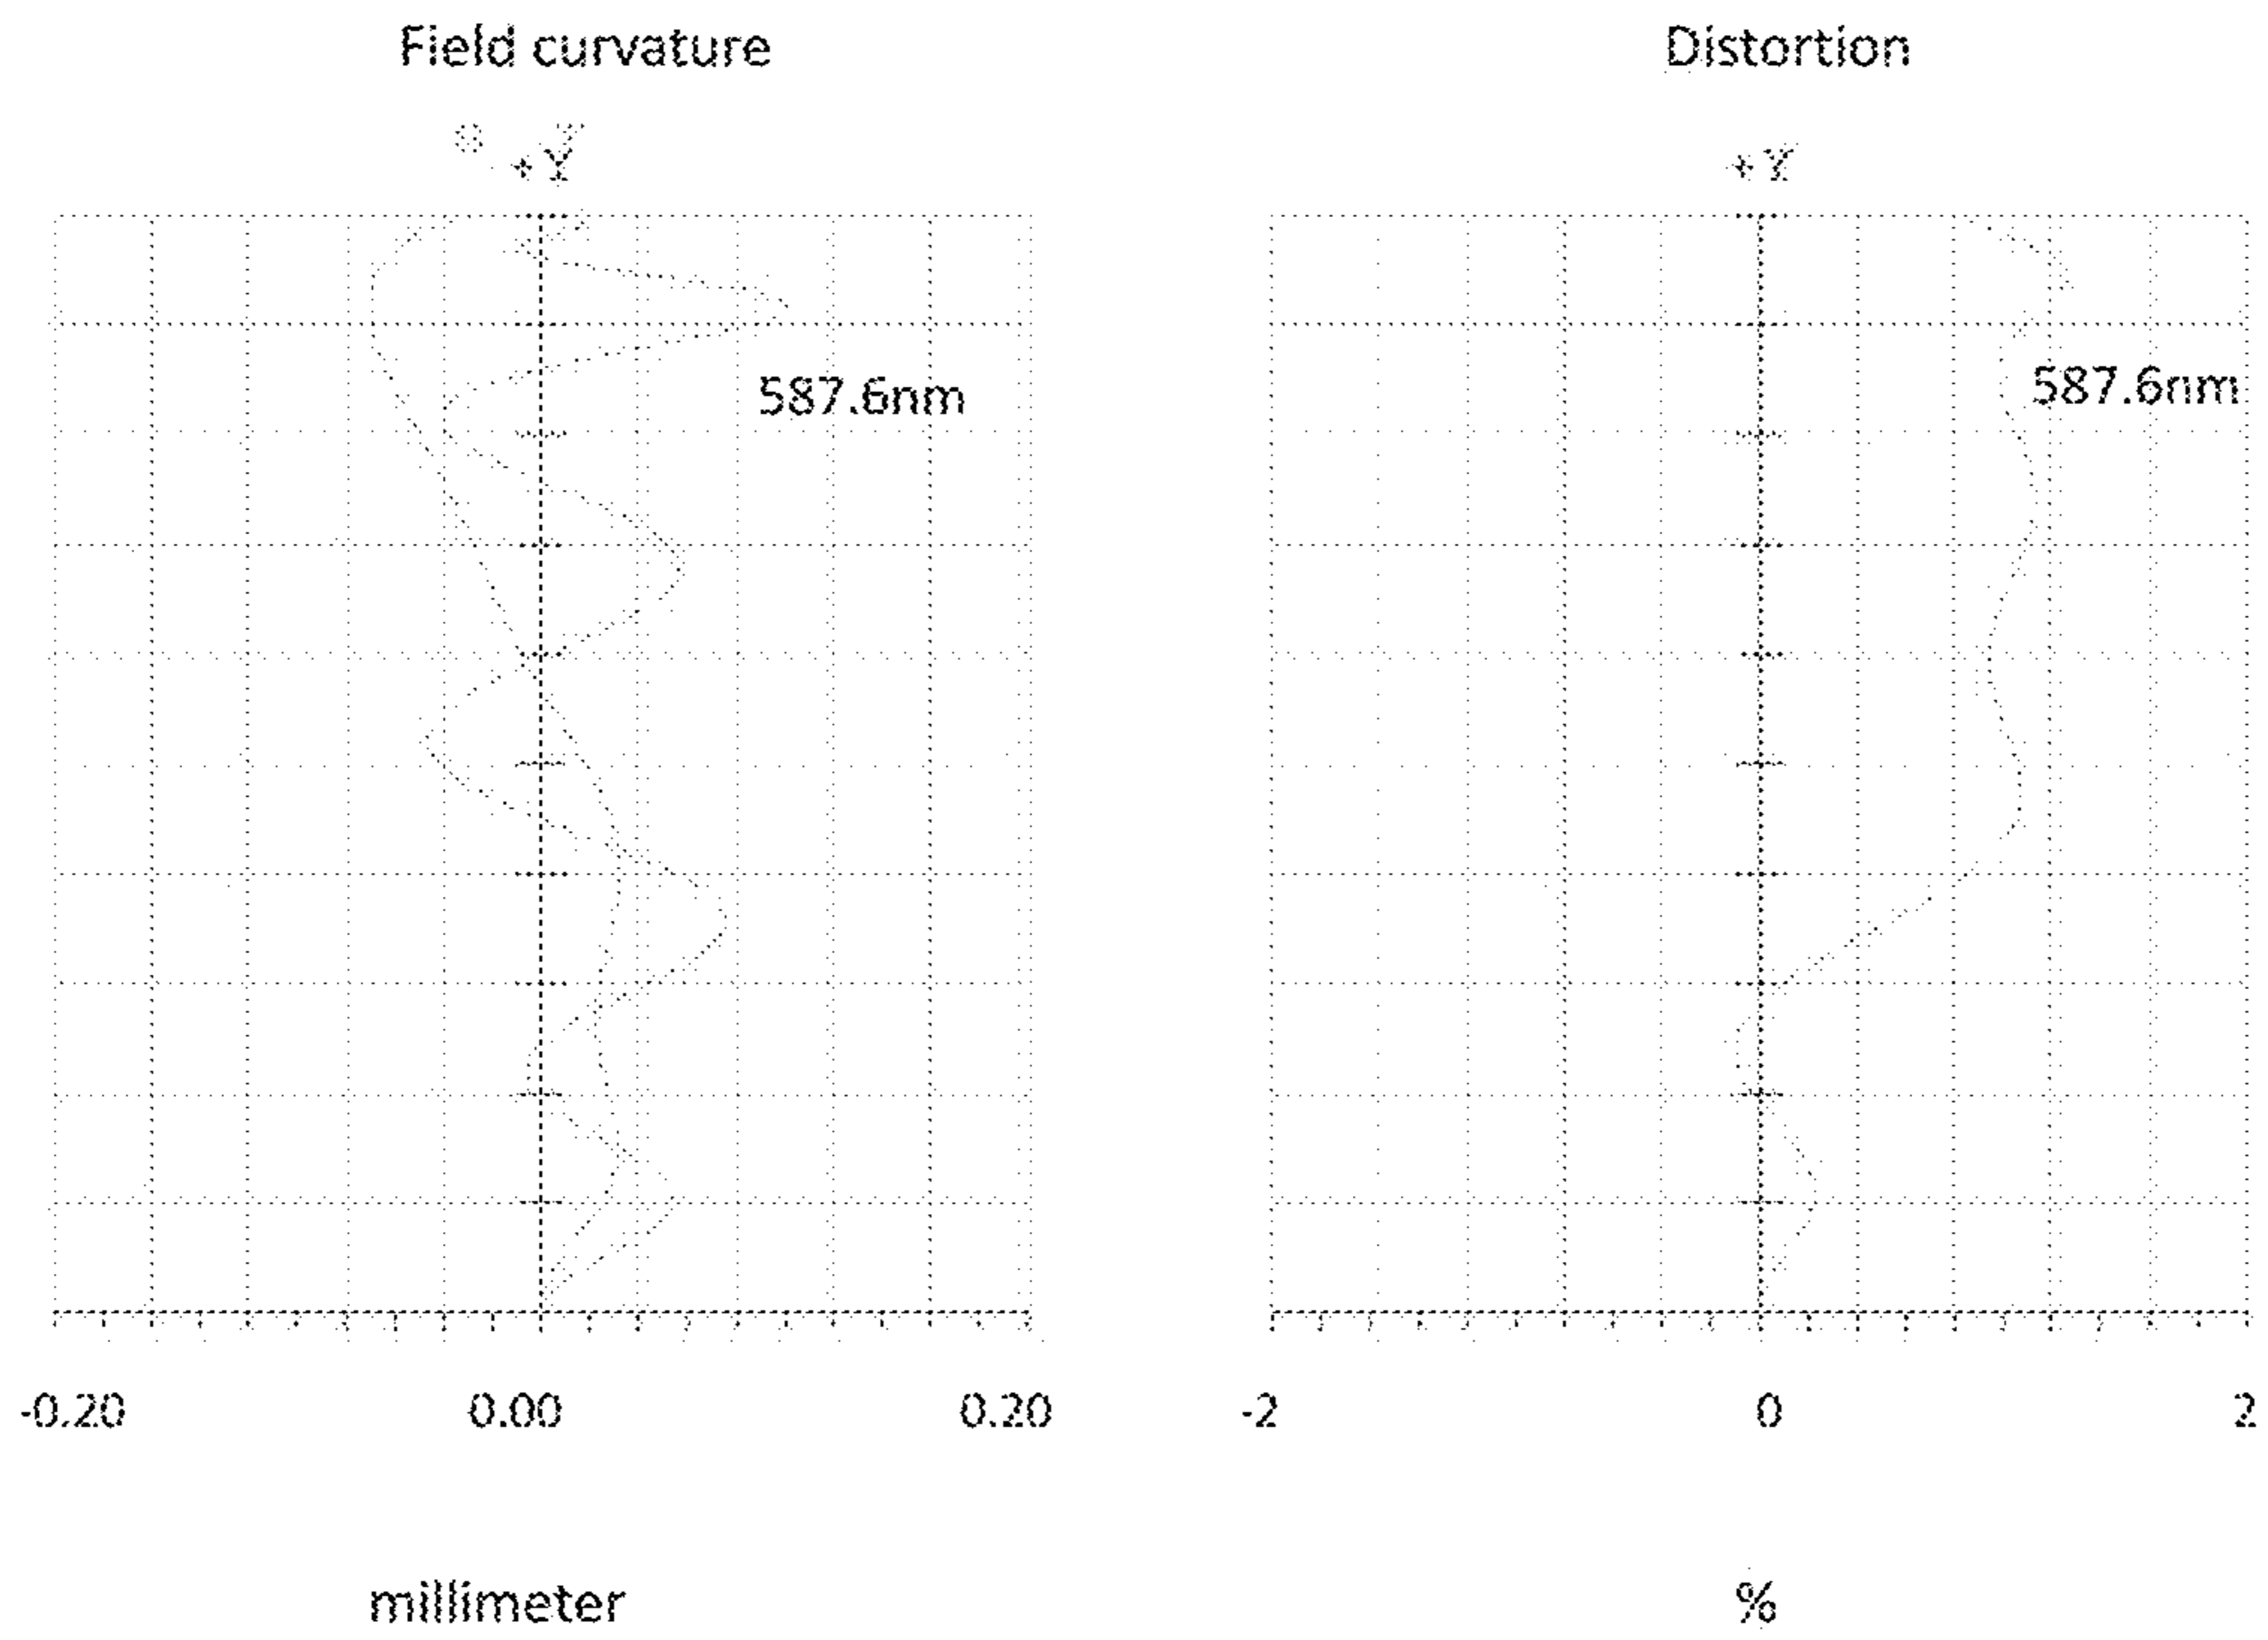 Field curvature
Distortion
+Y
+Y
587.6nm
587.6nm
-0.20
0.00
0.20
-2
0
2
millimeter
%